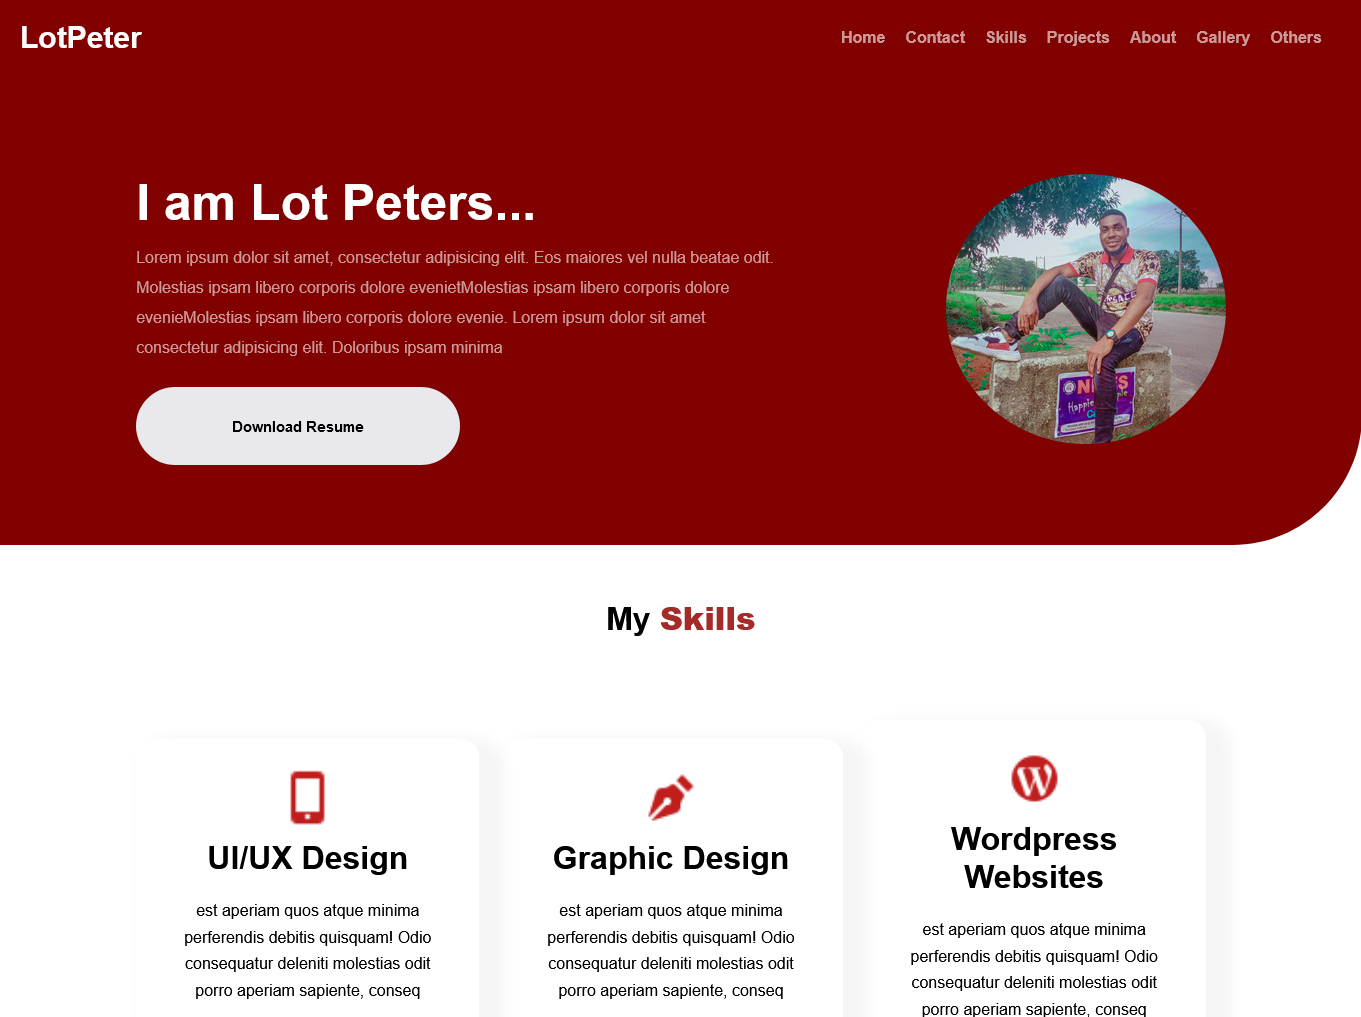 LotPeter
Home Contact Skills Projects About Gallery Others
I am Lot Peters...
Lorem ipsum dolor sit amet, consectetur adipisicing elit. Eos maiores vel nulla beatae odit.
Molestias ipsam libero corporis dolore evenietMolestias ipsam libero corporis dolore
evenieMolestias ipsam libero corporis dolore evenie. Lorem ipsum dolor sit amet
consectetur adipisicing elit. Doloribus ipsam minima
Download Resume
My Skills
UI/UX Design
est aperiam quos atque minima
perferendis debitis quisquam! Odio
consequatur deleniti molestias odit
porro aperiam sapiente, conseq
Graphic Design
est aperiam quos atque minima
perferendis debitis quisquam! Odio
consequatur deleniti molestias odit
porro aperiam sapiente, conseq
Wordpress
Websites
est aperiam quos atque minima
perferendis debitis quisquam! Odio
consequatur deleniti molestias odit
porro aperiam sapiente, conseq